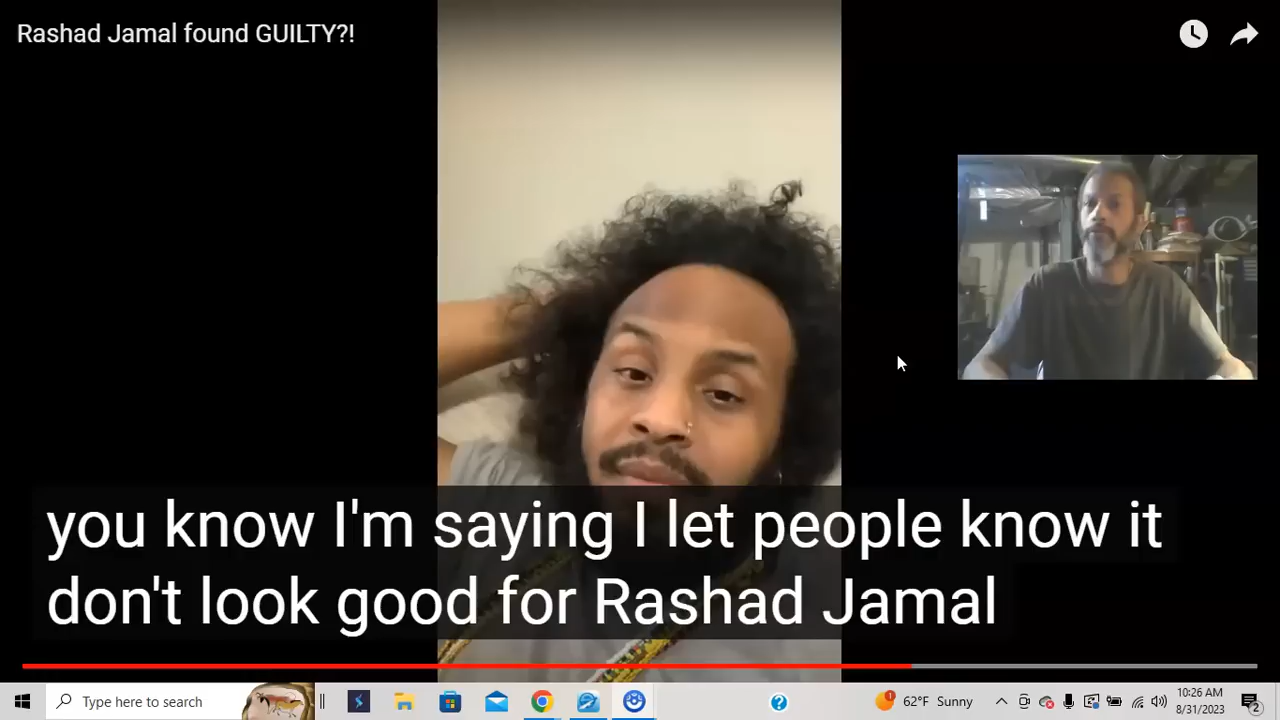 Rashad Jamal found GUILTY?!
you know I'm saying I let people know it
don't look good for Rashad Jamal
Type here to search
62°F Sunny
10:26 AM
8/31/2023